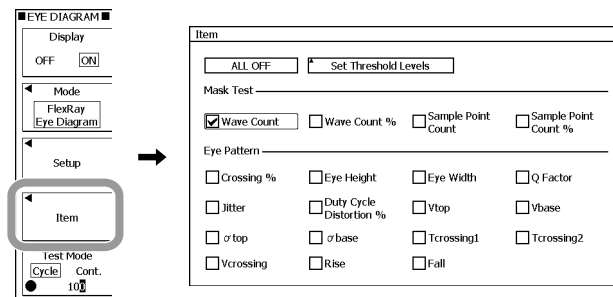 EYE DIAGRAM
Display
OFF ON
Mode
FlexRay
Eye Diagram
Setup
Item
Test Mode
Cycle Cont.
100
Item
ALL OFF Set Threshold Levels
Mask Test
Wave Count Wave Count % Sample Point Count Sample Point Count %
Eye Pattern
Crossing % Eye Height Eye Width Q Factor
Jitter Duty Cycle Distortion % Vtop Vbase
σ top σ base Tcrossing1 Tcrossing2
Vcrossing Rise Fall